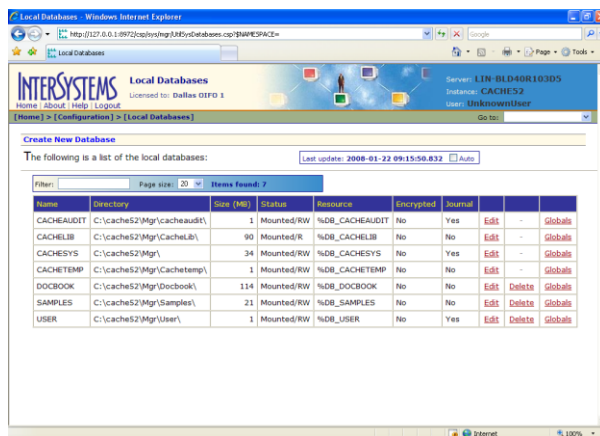 Local Databases - Windows Internet Explorer
http://127.0.0.1:8972/csp/sys/mgr/UtilSysDatabases.csp?$NAMESPACE=
Google
Local Databases
Page Tools
INTERSYSTEMS
Local Databases
Licensed to: Dallas OIFO 1
Server: LIN-BLD40R103D5
Instance: CACHE52
User: UnknownUser
Home | About | Help | Logout
[Home] > [Configuration] > [Local Databases]
Go to:
Create New Database
The following is a list of the local databases:
Last update: 2008-01-22 09:15:50.832 Auto
Filter: Page size: 20 Items found: 7
Name Directory Size (MB) Status Resource Encrypted Journal
CACHEAUDIT C:\cache52\Mgr\cacheaudit\ 1 Mounted/RW %DB_CACHEAUDIT No Yes Edit - Globals
CACHELIB C:\cache52\Mgr\CacheLib\ 90 Mounted/R %DB_CACHELIB No No Edit - Globals
CACHESYS C:\cache52\Mgr\ 34 Mounted/RW %DB_CACHESYS No Yes Edit - Globals
CACHETEMP C:\cache52\Mgr\Cachetemp\ 1 Mounted/RW %DB_CACHETEMP No No Edit - Globals
DOCBOOK C:\cache52\Mgr\Docbook\ 114 Mounted/RW %DB_DOCBOOK No No Edit Delete Globals
SAMPLES C:\cache52\Mgr\Samples\ 21 Mounted/RW %DB_SAMPLES No No Edit Delete Globals
USER C:\cache52\Mgr\User\ 1 Mounted/RW %DB_USER No Yes Edit Delete Globals
Internet 100%